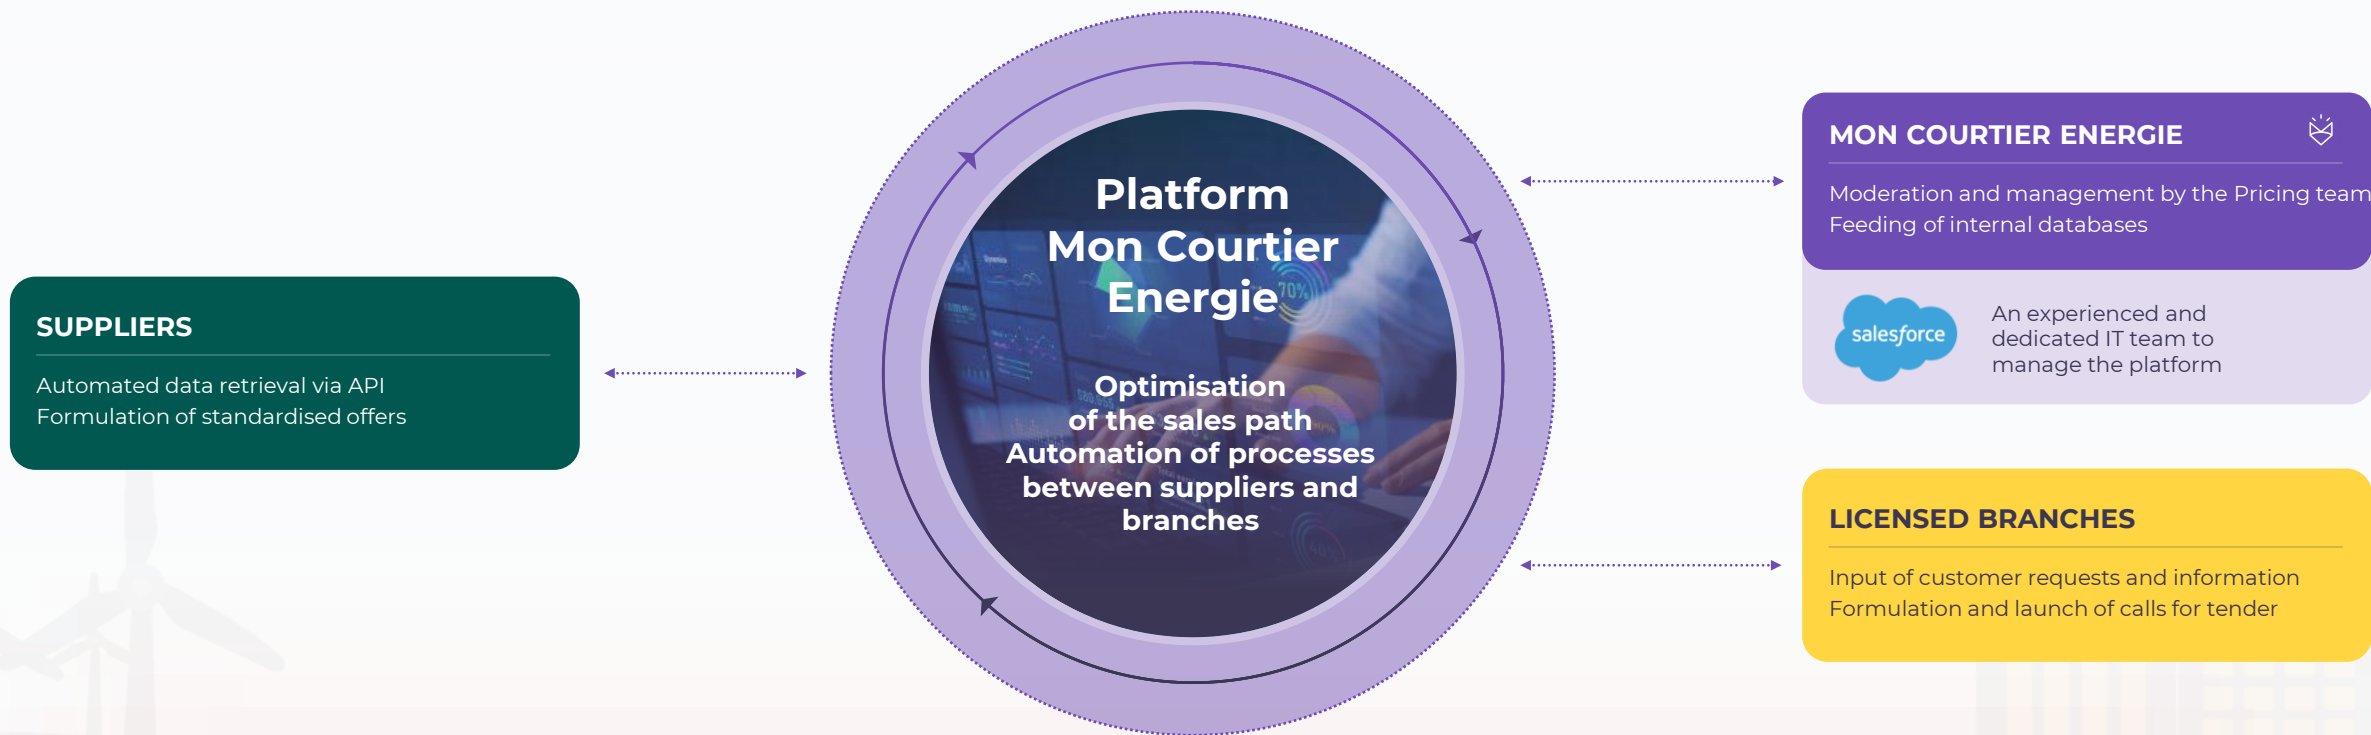 SUPPLIERS
Automated data retrieval via API
Formulation of standardised offers
Platform
Mon Courtier
Energie
Optimisation
of the sales path
Automation of processes
between suppliers and
branches
70%
MON COURTIER ENERGIE
Moderation and management by the Pricing team
Feeding of internal databases
salesforce
An experienced and
dedicated IT team to
manage the platform
LICENSED BRANCHES
Input of customer requests and information
Formulation and launch of calls for tender